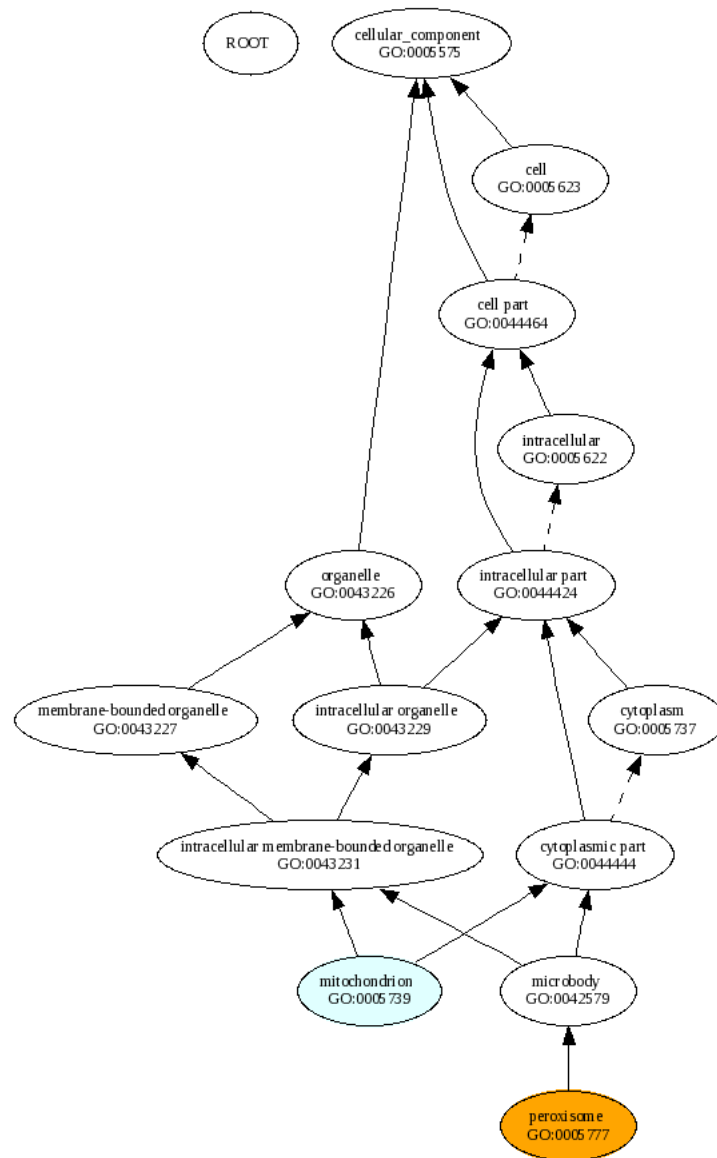 ROOT
cellular_component
GO:0005575
cell
GO:0005623
cell part
GO:0044464
intracellular
GO:0005622
organelle
GO:0043226
intracellular part
GO:0044424
membrane-bounded organelle
GO:0043227
intracellular organelle
GO:0043229
cytoplasm
GO:0005737
intracellular membrane-bounded organelle
GO:0043231
cytoplasmic part
GO:0044444
mitochondrion
GO:0005739
microbody
GO:0042579
peroxisome
GO:0005777